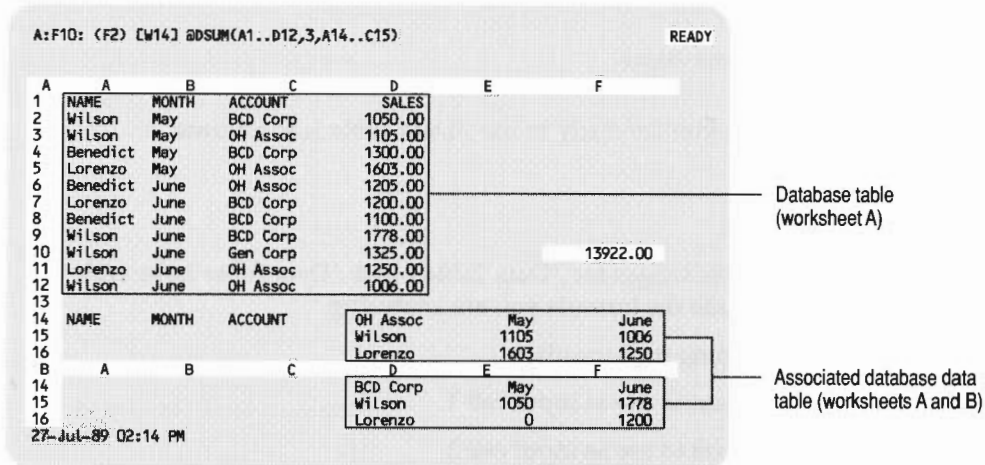 A:F10: (F2) [W14] @DSUM(A1..D12,3,A14..C15) READY
A A B C D E F
1 NAME MONTH ACCOUNT SALES
2 Wilson May BCD Corp 1050.00
3 Wilson May OH Assoc 1105.00
4 Benedict May BCD Corp 1300.00
5 Lorenzo May OH Assoc 1603.00
6 Benedict June OH Assoc 1205.00
7 Lorenzo June BCD Corp 1200.00
8 Benedict June BCD Corp 1100.00
9 Wilson June BCD Corp 1778.00
10 Wilson June Gen Corp 1325.00 13922.00
11 Lorenzo June OH Assoc 1250.00
12 Wilson June OH Assoc 1006.00
13
14 NAME MONTH ACCOUNT OH Assoc May June
15 Wilson 1105 1006
16 Lorenzo 1603 1250
B A B C D E F
14 BCD Corp May June
15 Wilson 1050 1778
16 Lorenzo 0 1200
27-Jul-89 02:14 PM
Database table
(worksheet A)
Associated database data
table (worksheets A and B)